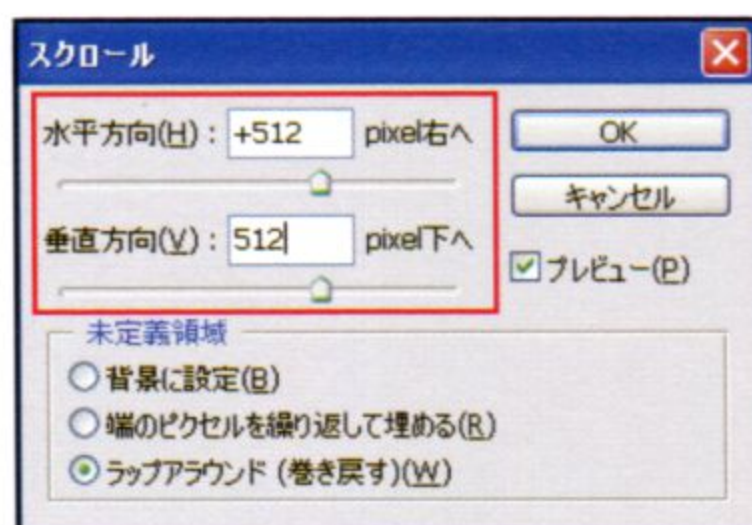 スクロール
水平方向(H) : +512 pixel右へ
OK
キャンセル
垂直方向(V) : 512 pixel下へ
プレビュー(P)
未定義領域
背景に設定(B)
端のピクセルを繰り返して埋める(R)
ラップアラウンド (巻き戻す)(W)